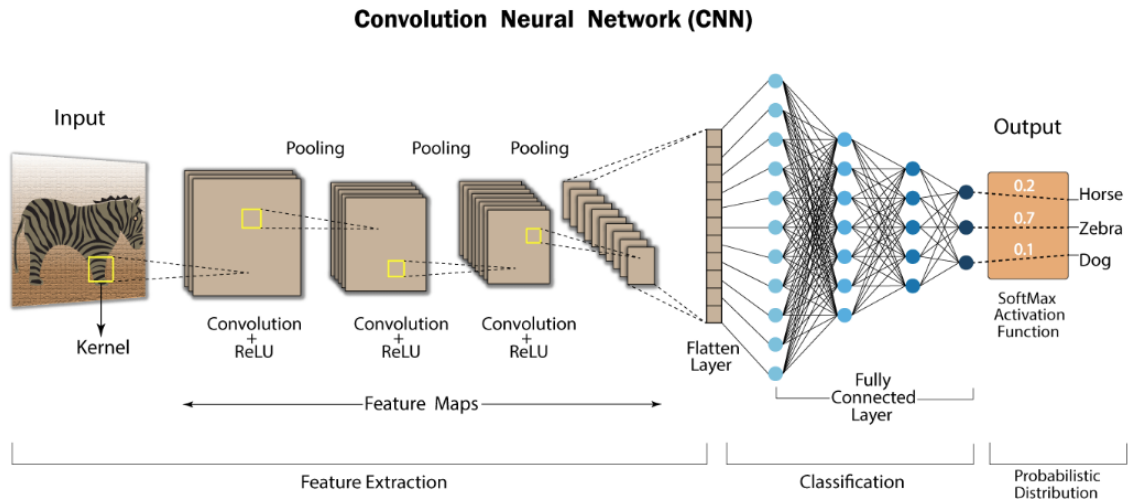 Convolution Neural Network (CNN)
Input
Kernel
Pooling
Pooling
Pooling
Convolution
+
ReLU
Convolution
+
ReLU
Convolution
+
ReLU
Feature Maps
Flatten
Layer
Fully
Connected
Layer
Output
0.2
Horse
0.7
Zebra
0.1
Dog
SoftMax
Activation
Function
Feature Extraction
Classification
Probabilistic
Distribution